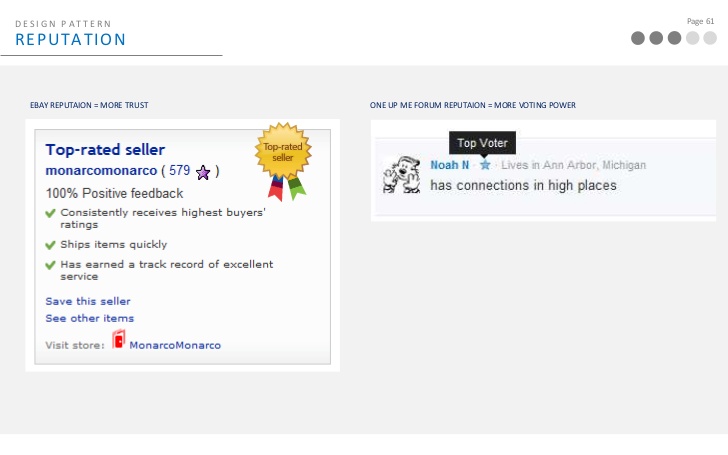 DESIGN PATTERN
REPUTATION
Page 61
EBAY REPUTAION = MORE TRUST
Top-rated seller
monarcomonarco ( 579 )
100% Positive feedback
Consistently receives highest buyers'
ratings
Ships items quickly
Has earned a track record of excellent
service
Save this seller
See other items
Visit store: MonarcoMonarco
Top-rated
seller
ONE UP ME FORUM REPUTAION = MORE VOTING POWER
Top Voter
Noah N · · Lives in Ann Arbor, Michigan
has connections in high places